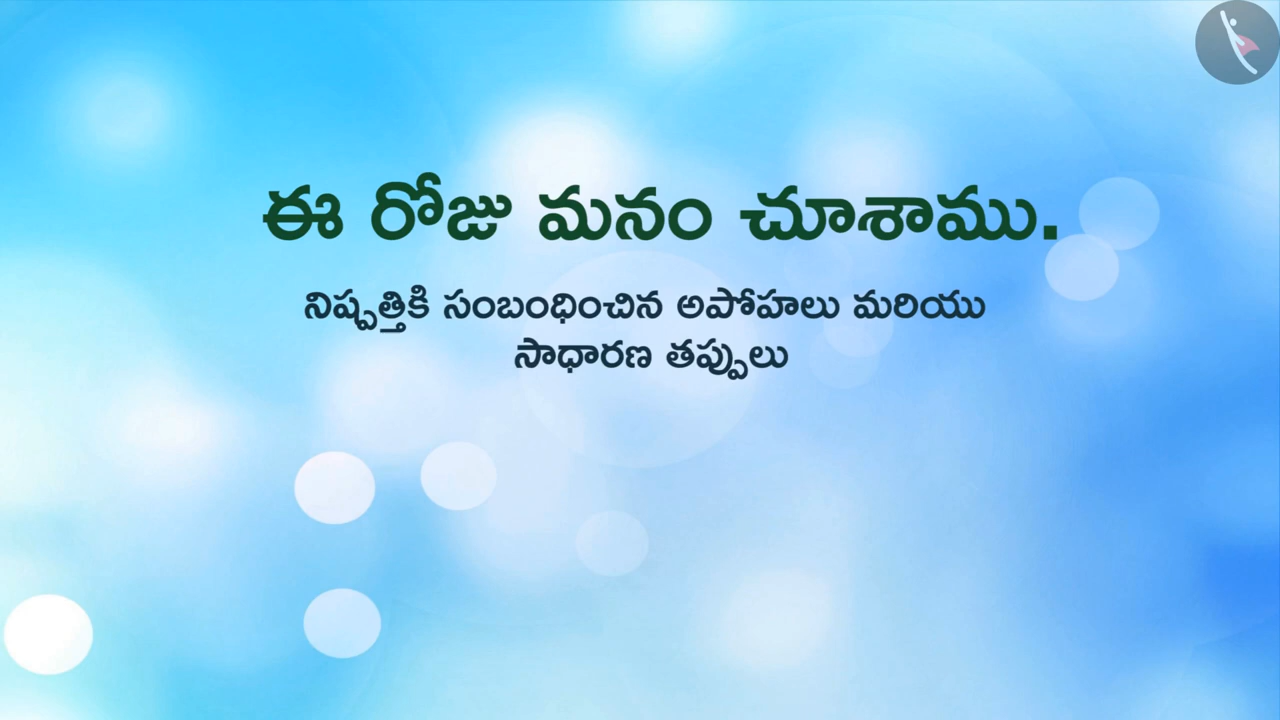 ఈ రోజు మనం చూశాము.
నిష్పత్తికి సంబంధించిన అపోహలు మరియు
సాధారణ తప్పులు